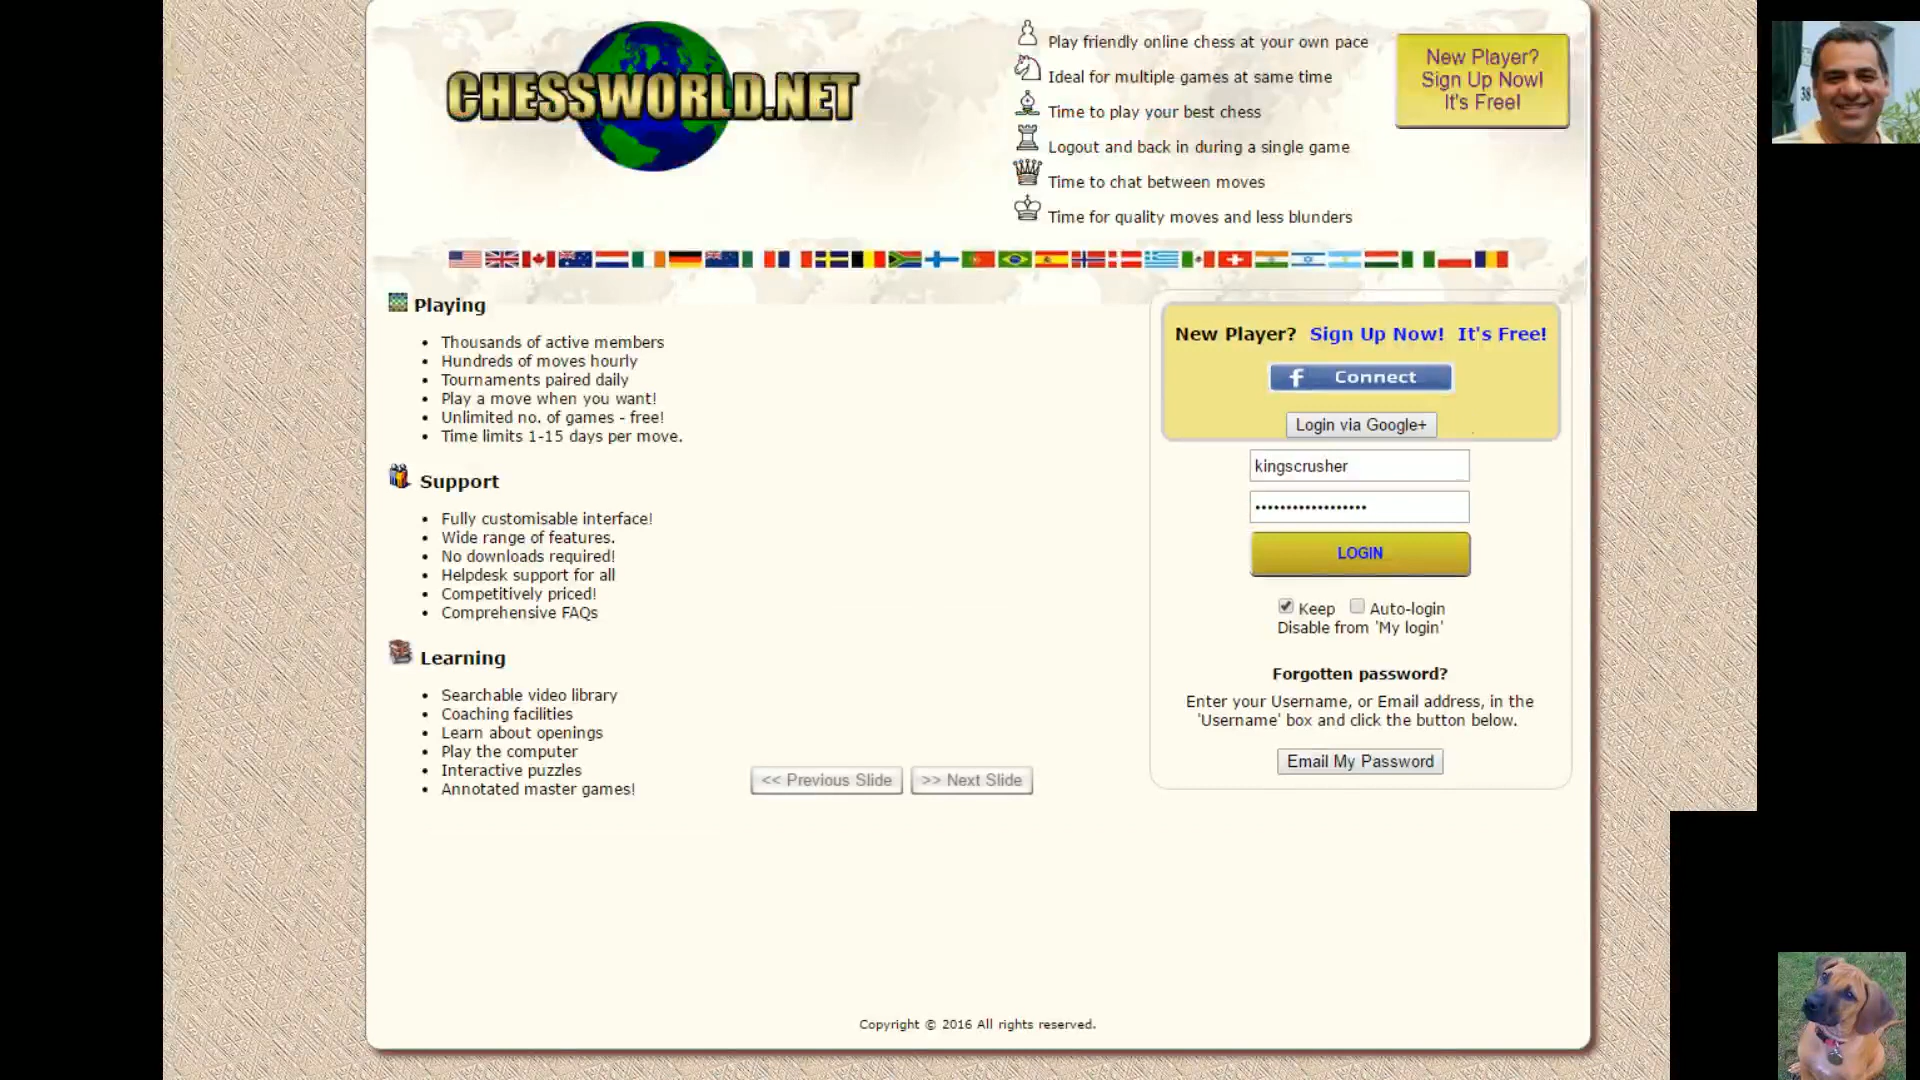 CHESSWORLD.NET
Play friendly online chess at your own pace
Ideal for multiple games at same time
Time to play your best chess
Logout and back in during a single game
Time to chat between moves
Time for quality moves and less blunders
New Player?
Sign Up Now!
It's Free!
38
Playing
Thousands of active members
Hundreds of moves hourly
Tournaments paired daily
Play a move when you want!
Unlimited no. of games - free!
Time limits 1-15 days per move.
Support
Fully customisable interface!
Wide range of features.
No downloads required!
Helpdesk support for all
Competitively priced!
Comprehensive FAQs
Learning
Searchable video library
Coaching facilities
Learn about openings
Play the computer
Interactive puzzles
Annotated master games!
<< Previous Slide >> Next Slide
New Player? Sign Up Now! It's Free!
f Connect
Login via Google+
kingscrusher
••••••••••••••••••
LOGIN
Keep Auto-login
Disable from 'My login'
Forgotten password?
Enter your Username, or Email address, in the
'Username' box and click the button below.
Email My Password
Copyright © 2016 All rights reserved.